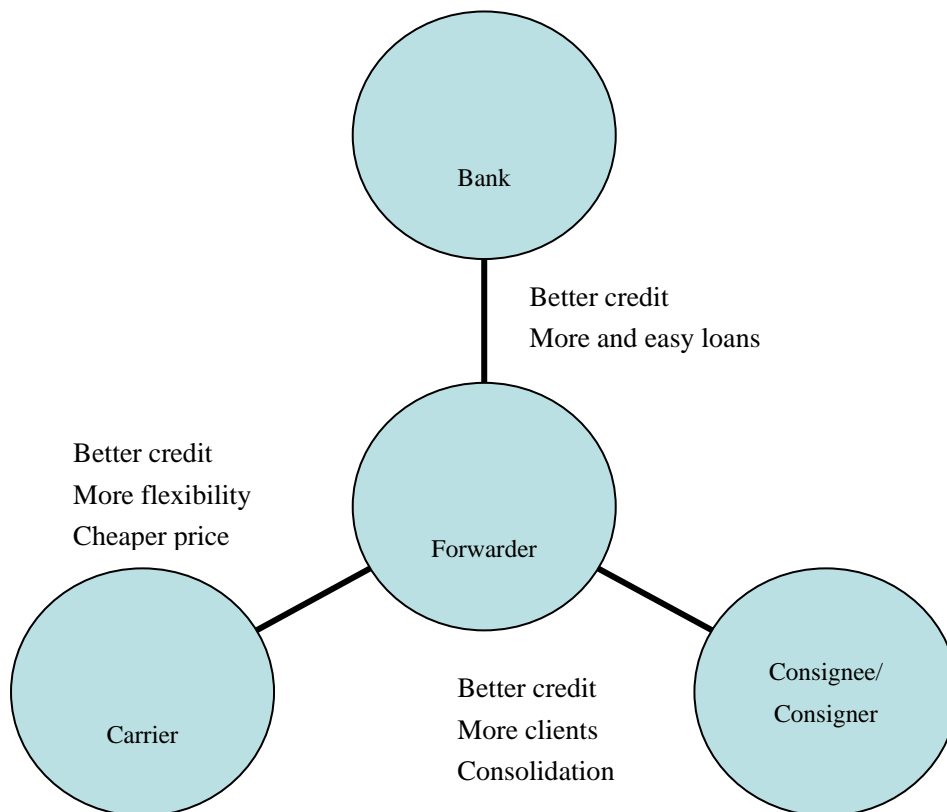 Bank
Better credit
More and easy loans
Better credit
More flexibility
Cheaper price
Forwarder
Consignee/
Consigner
Better credit
More clients
Consolidation
Carrier